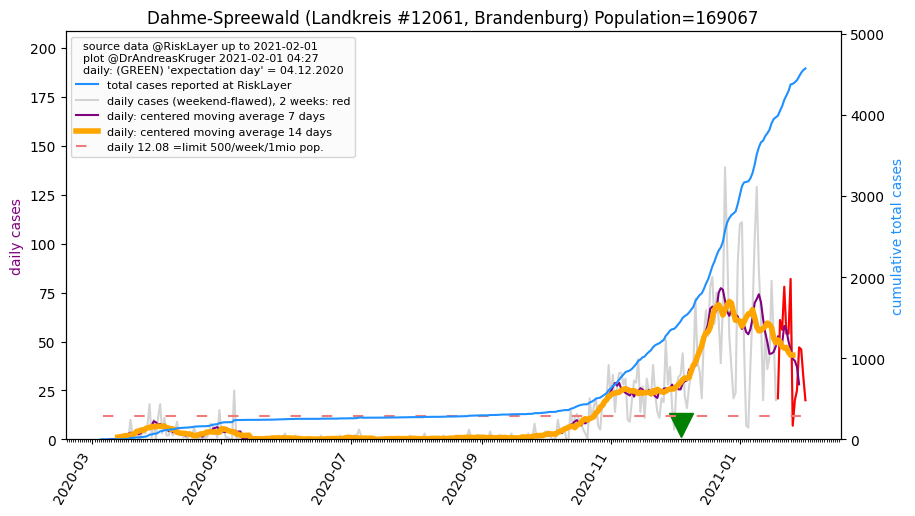 Dahme-Spreewald (Landkreis #12061, Brandenburg) Population=169067
source data @RiskLayer up to 2021-02-01
plot @DrAndreasKruger 2021-02-01 04:27
daily: (GREEN) 'expectation day' = 04.12.2020
total cases reported at RiskLayer
daily cases (weekend-flawed), 2 weeks: red
daily: centered moving average 7 days
daily: centered moving average 14 days
daily 12.08 =limit 500/week/1mio pop.
daily cases
200
175
150
125
100
75
50
25
0
cumulative total cases
5000
4000
3000
2000
1000
0
2020-03
2020-05
2020-07
2020-09
2020-11
2021-01